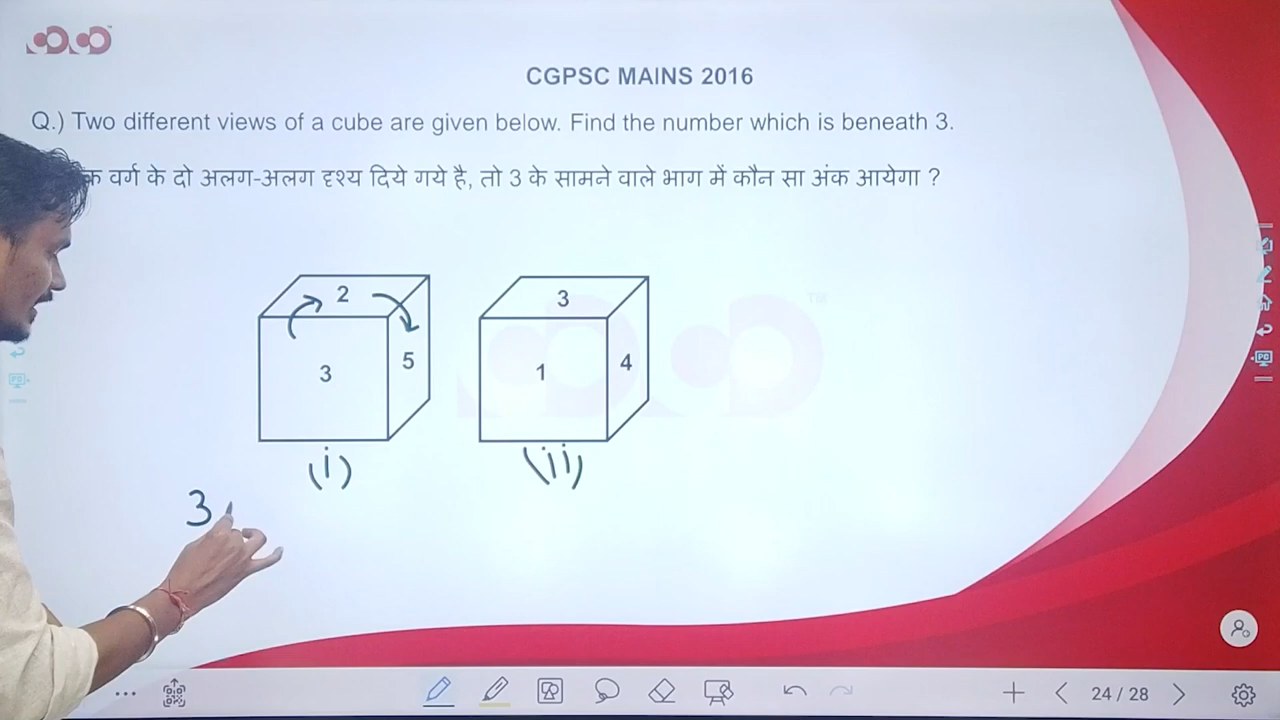 CGPSC MAINS 2016
Q.) Two different views of a cube are given below. Find the number which is beneath 3.
वर्ग के दो अलग-अलग दृश्य दिये गये है, तो 3 के सामने वाले भाग में कौन सा अंक आयेगा ?
2
3
5
3
1
4
(i)
(ii)
3
24 / 28